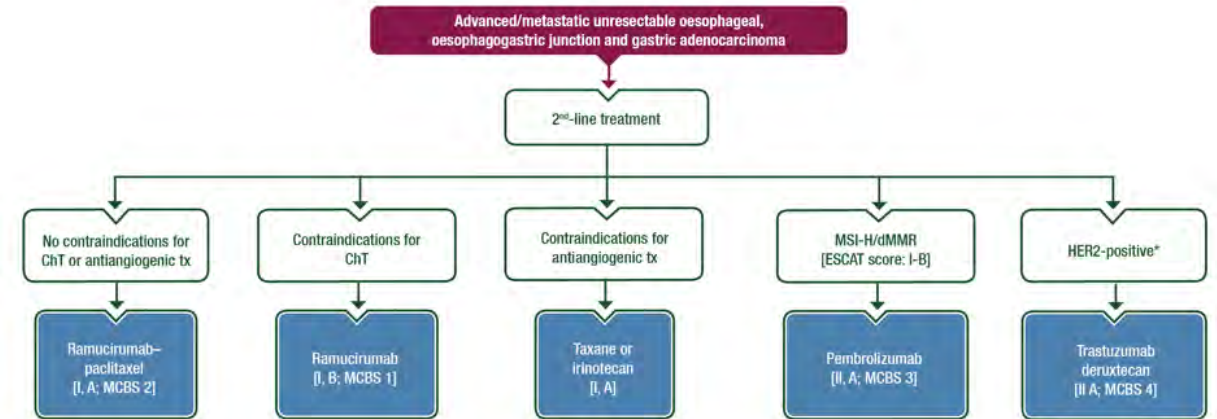 Advanced/metastatic unresectable oesophageal,
oesophagogastric junction and gastric adenocarcinoma
2nd-line treatment
No contraindications for
ChT or antiangiogenic tx
Contraindications for
ChT
Contraindications for
antiangiogenic tx
MSI-H/dMMR
[ESCAT score: I-B]
HER2-positive*
Ramucirumab–
paclitaxel
[I, A; MCBS 2]
Ramucirumab
[I, B; MCBS 1]
Taxane or
irinotecan
[I, A]
Pembrolizumab
[II, A; MCBS 3]
Trastuzumab
deruxtecan
[II A; MCBS 4]